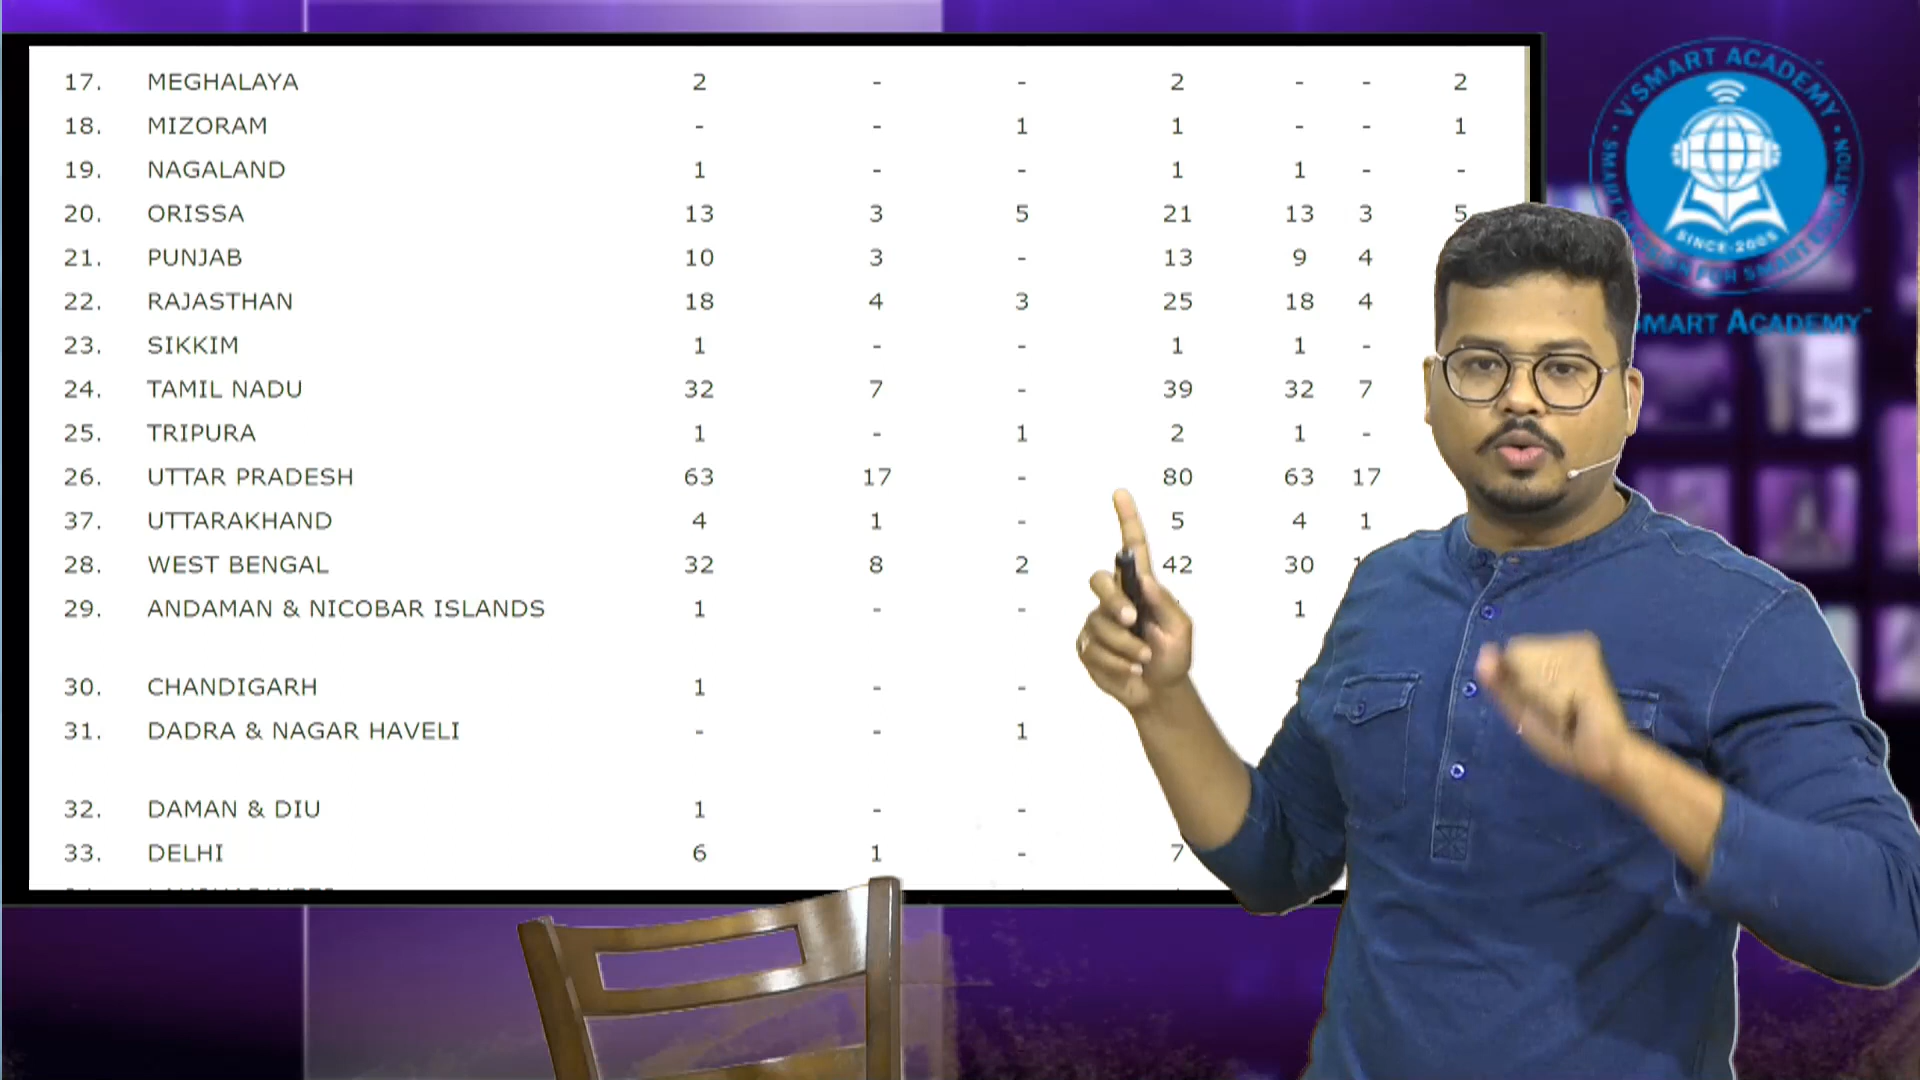 17. MEGHALAYA 2 - - 2 - - 2
18. MIZORAM - - 1 1 - - 1
19. NAGALAND 1 - - 1 1 - -
20. ORISSA 13 3 5 21 13 3 5
21. PUNJAB 10 3 - 13 9 4
22. RAJASTHAN 18 4 3 25 18 4
23. SIKKIM 1 - - 1 1 -
24. TAMIL NADU 32 7 - 39 32 7
25. TRIPURA 1 - 1 2 1 -
26. UTTAR PRADESH 63 17 - 80 63 17
37. UTTARAKHAND 4 1 - 5 4 1
28. WEST BENGAL 32 8 2 42 30
29. ANDAMAN & NICOBAR ISLANDS 1 - - 1
30. CHANDIGARH 1 - -
31. DADRA & NAGAR HAVELI - - 1
32. DAMAN & DIU 1 - -
33. DELHI 6 1 - 7
V'SMART ACADEMY
SINCE-2005
FOR SMART EDUCATION
SMART ACADEMY